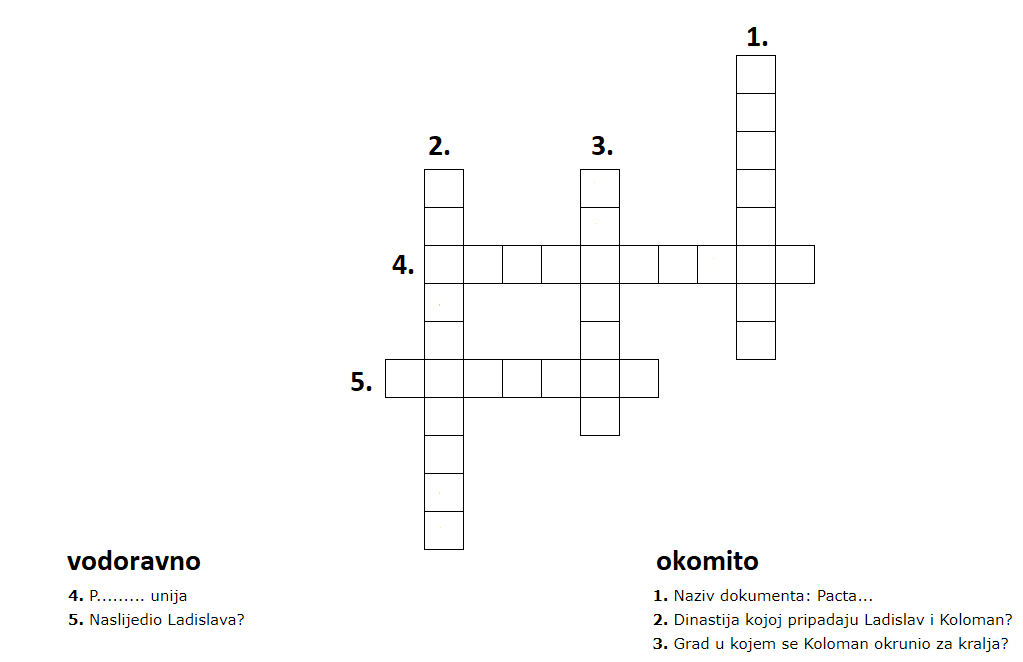 1.
2.
3.
4.
5.
vodoravno
4. P......... unija
5. Naslijedio Ladislava?
okomito
1. Naziv dokumenta: Pacta...
2. Dinastija kojoj pripadaju Ladislav i Koloman?
3. Grad u kojem se Koloman okrunio za kralja?